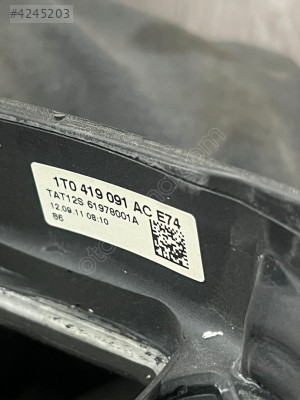 #4245203
1T0 419 091 AC E74
TAT12S 61978001A
12.09.11 08:10
B6